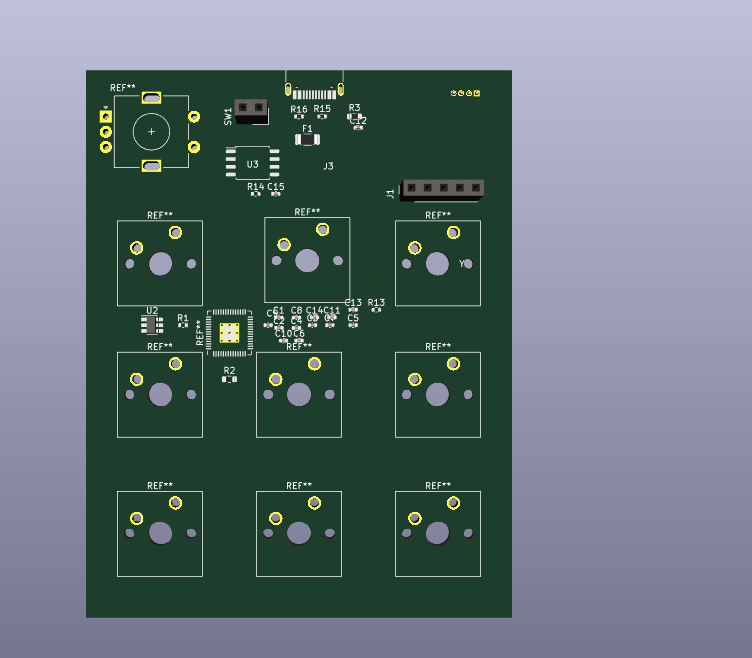 REF**
SW1
R16
R15
R3
C12
F1
U3
J3
R14
C15
J1
REF**
REF**
REF**
Y
U2
R1
REF**
C1
C8
C14
C11
C13
R13
C2
C4
C5
C10
C6
REF**
REF**
REF**
R2
REF**
REF**
REF**